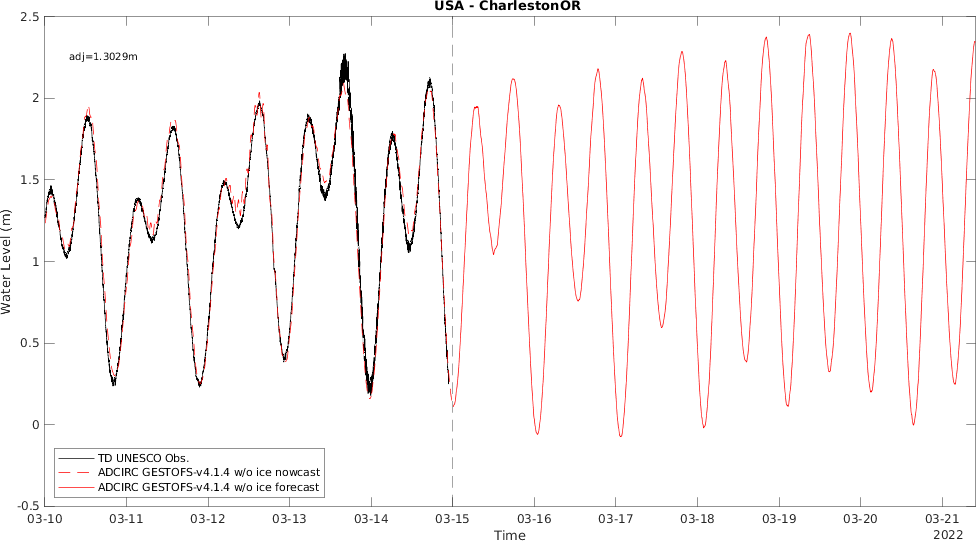 USA - CharlestonOR
2.5
adj=1.3029m
2
1.5
1
0.5
0
-0.5
Water Level (m)
TD UNESCO Obs.
ADCIRC GESTOFS-v4.1.4 w/o ice nowcast
ADCIRC GESTOFS-v4.1.4 w/o ice forecast
03-10 03-11 03-12 03-13 03-14 03-15 03-16 03-17 03-18 03-19 03-20 03-21
Time
2022